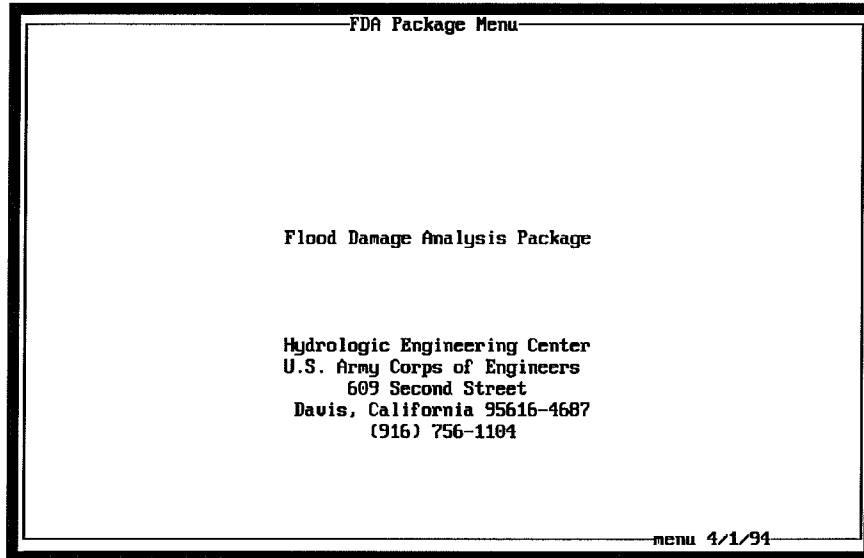 FDA Package Menu
Flood Damage Analysis Package
Hydrologic Engineering Center
U.S. Army Corps of Engineers
609 Second Street
Davis, California 95616-4687
(916) 756-1104
menu 4/1/94